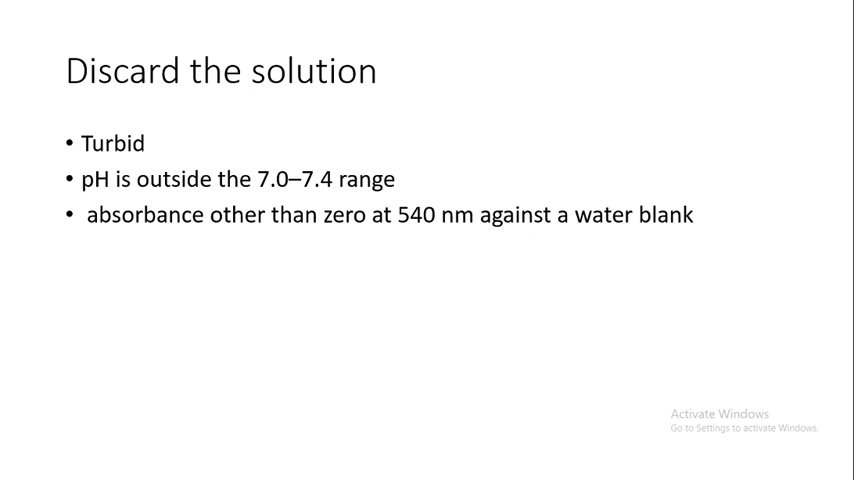 Discard the solution
• Turbid
• pH is outside the 7.0–7.4 range
• absorbance other than zero at 540 nm against a water blank
Activate Windows
Go to Settings to activate Windows.